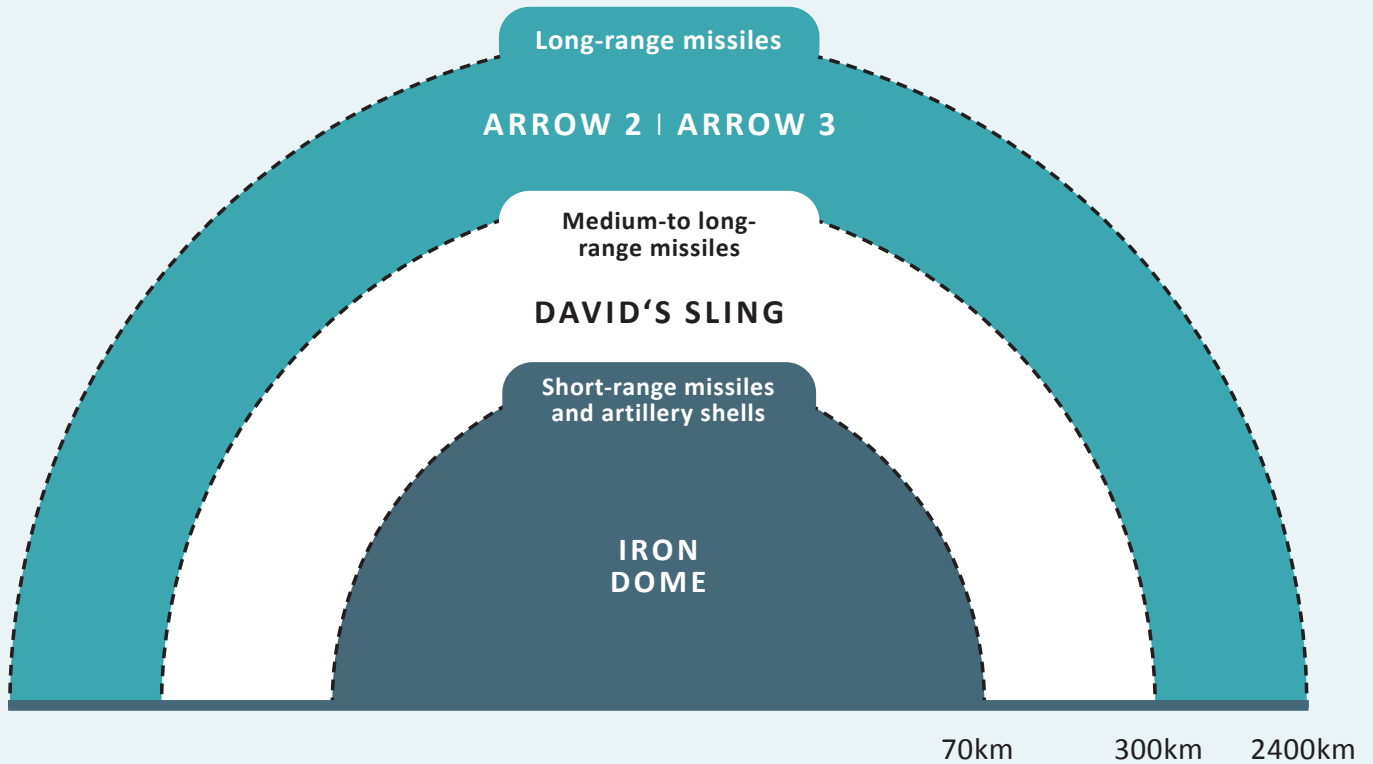 Long-range missiles
ARROW 2 | ARROW 3
Medium-to long-
range missiles
DAVID‘S SLING
Short-range missiles
and artillery shells
IRON
DOME
70km 300km 2400km